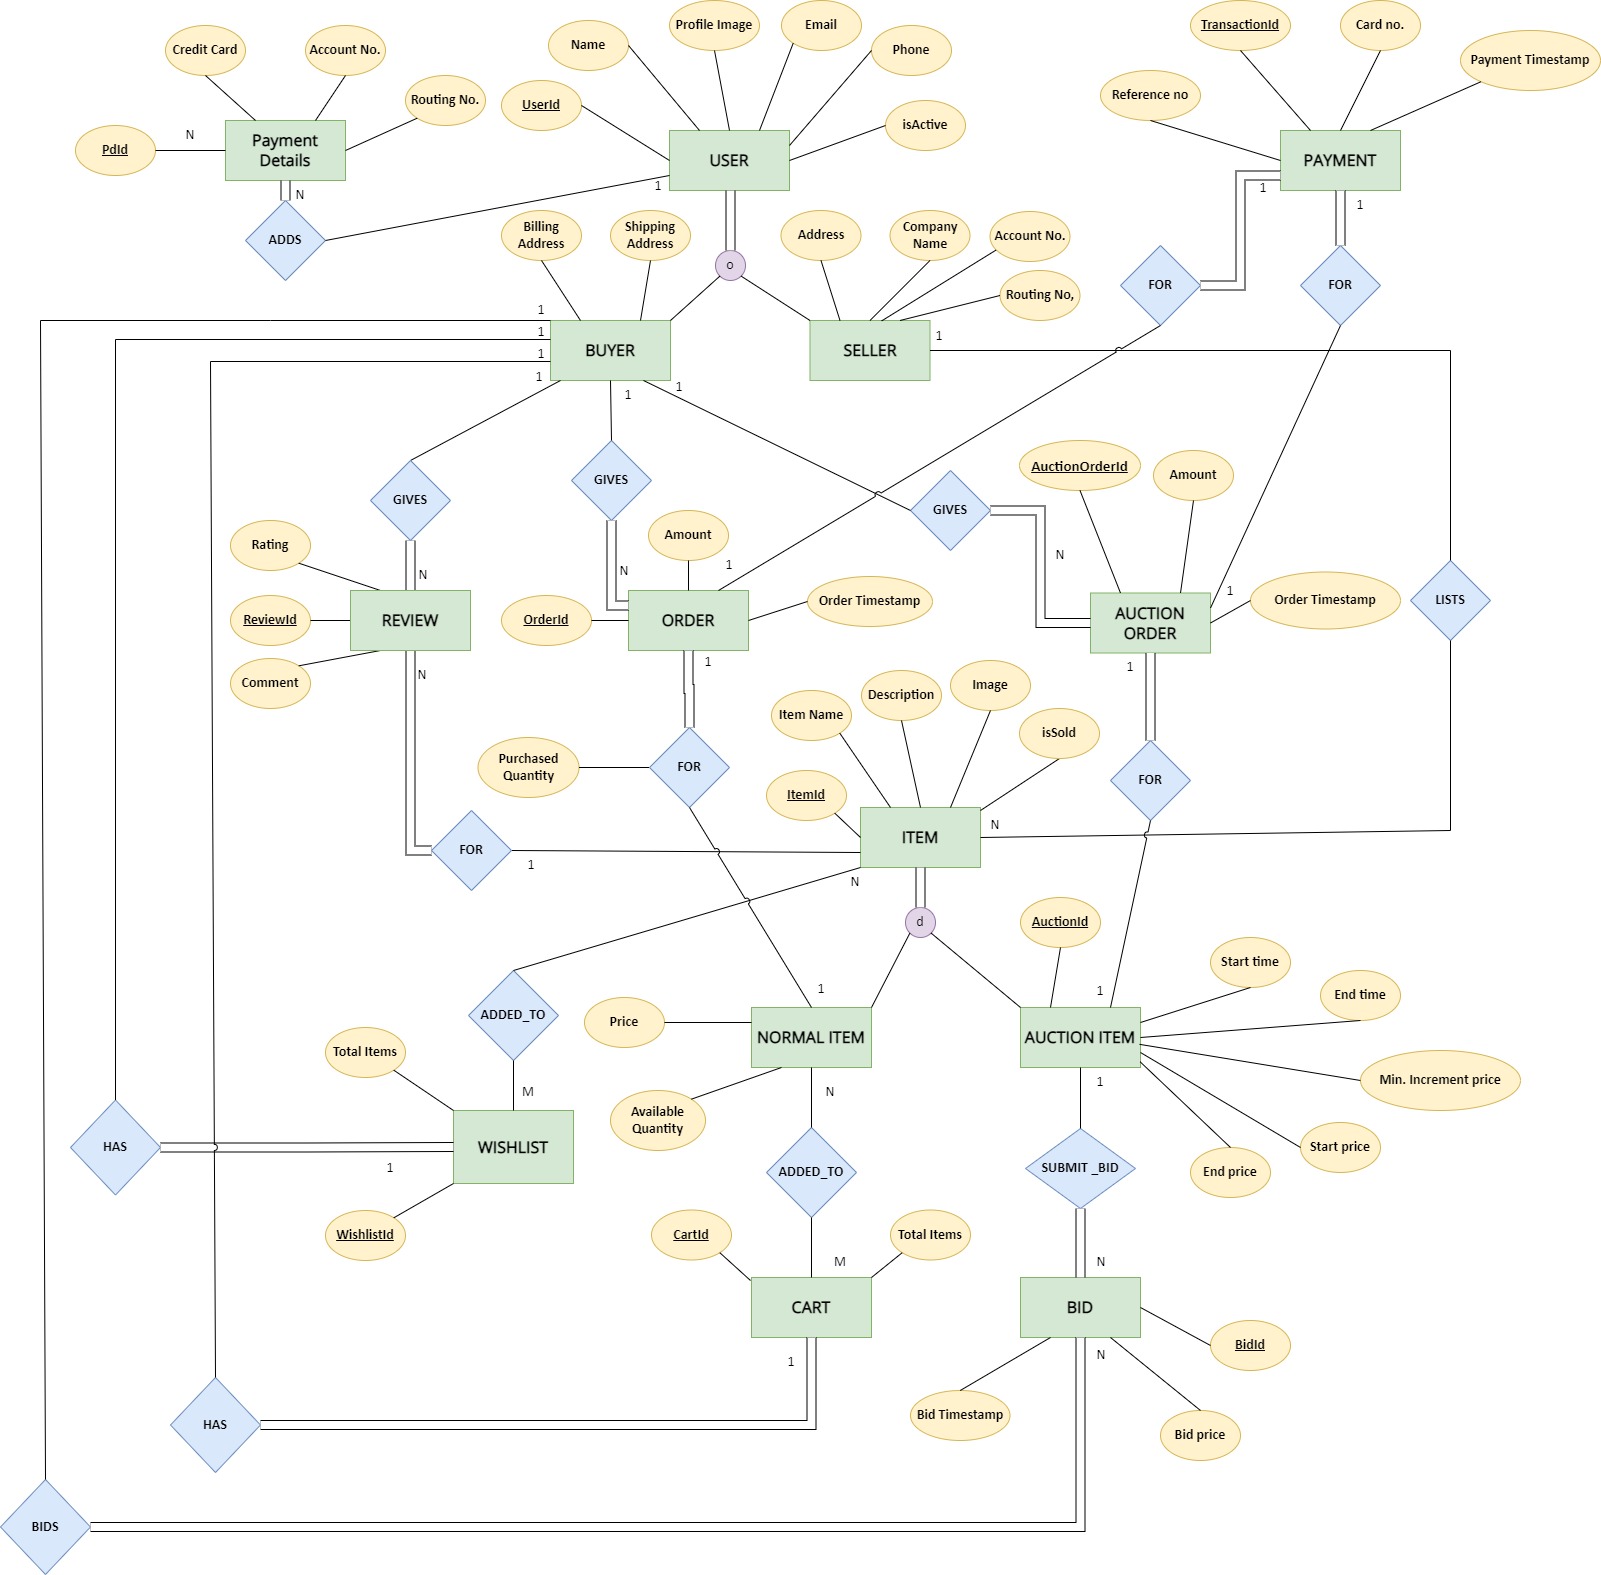 Profile Image
Email
TransactionId
Card no.
Name
Credit Card
Account No.
Phone
Payment Timestamp
Routing No.
UserId
Reference no
isActive
N
PdId
Payment
Details
USER
PAYMENT
1
1
N
1
ADDS
Billing
Address
Shipping
Address
Address
Company
Name
Account No.
o
FOR
FOR
Routing No,
1
1
1
1
BUYER
SELLER
1
1
1
1
AuctionOrderId
Amount
GIVES
GIVES
GIVES
Rating
Amount
N
N
N
1
1
ReviewId
REVIEW
OrderId
ORDER
Order Timestamp
AUCTION
ORDER
Order Timestamp
LISTS
Comment
N
1
1
Item Name
Description
Image
isSold
Purchased
Quantity
FOR
FOR
ItemId
N
ITEM
FOR
1
N
d
AuctionId
Start time
End time
1
1
ADDED_TO
Price
NORMAL ITEM
AUCTION ITEM
Total Items
Min. Increment price
M
N
1
Available
Quantity
HAS
WISHLIST
Start price
1
ADDED_TO
SUBMIT _BID
End price
WishlistId
CartId
Total Items
M
N
CART
BID
BidId
1
N
HAS
Bid Timestamp
Bid price
BIDS